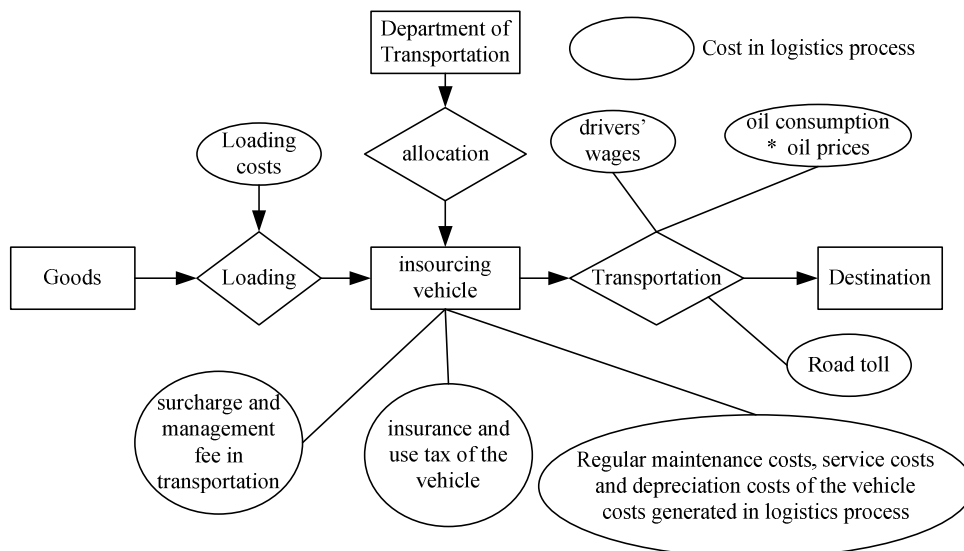 Department of
Transportation
Cost in logistics process
Loading
costs
allocation
drivers'
wages
oil consumption
* oil prices
Goods
Loading
insourcing
vehicle
Transportation
Destination
Road toll
surcharge and
management
fee in
transportation
insurance and
use tax of the
vehicle
Regular maintenance costs, service costs
and depreciation costs of the vehicle
costs generated in logistics process